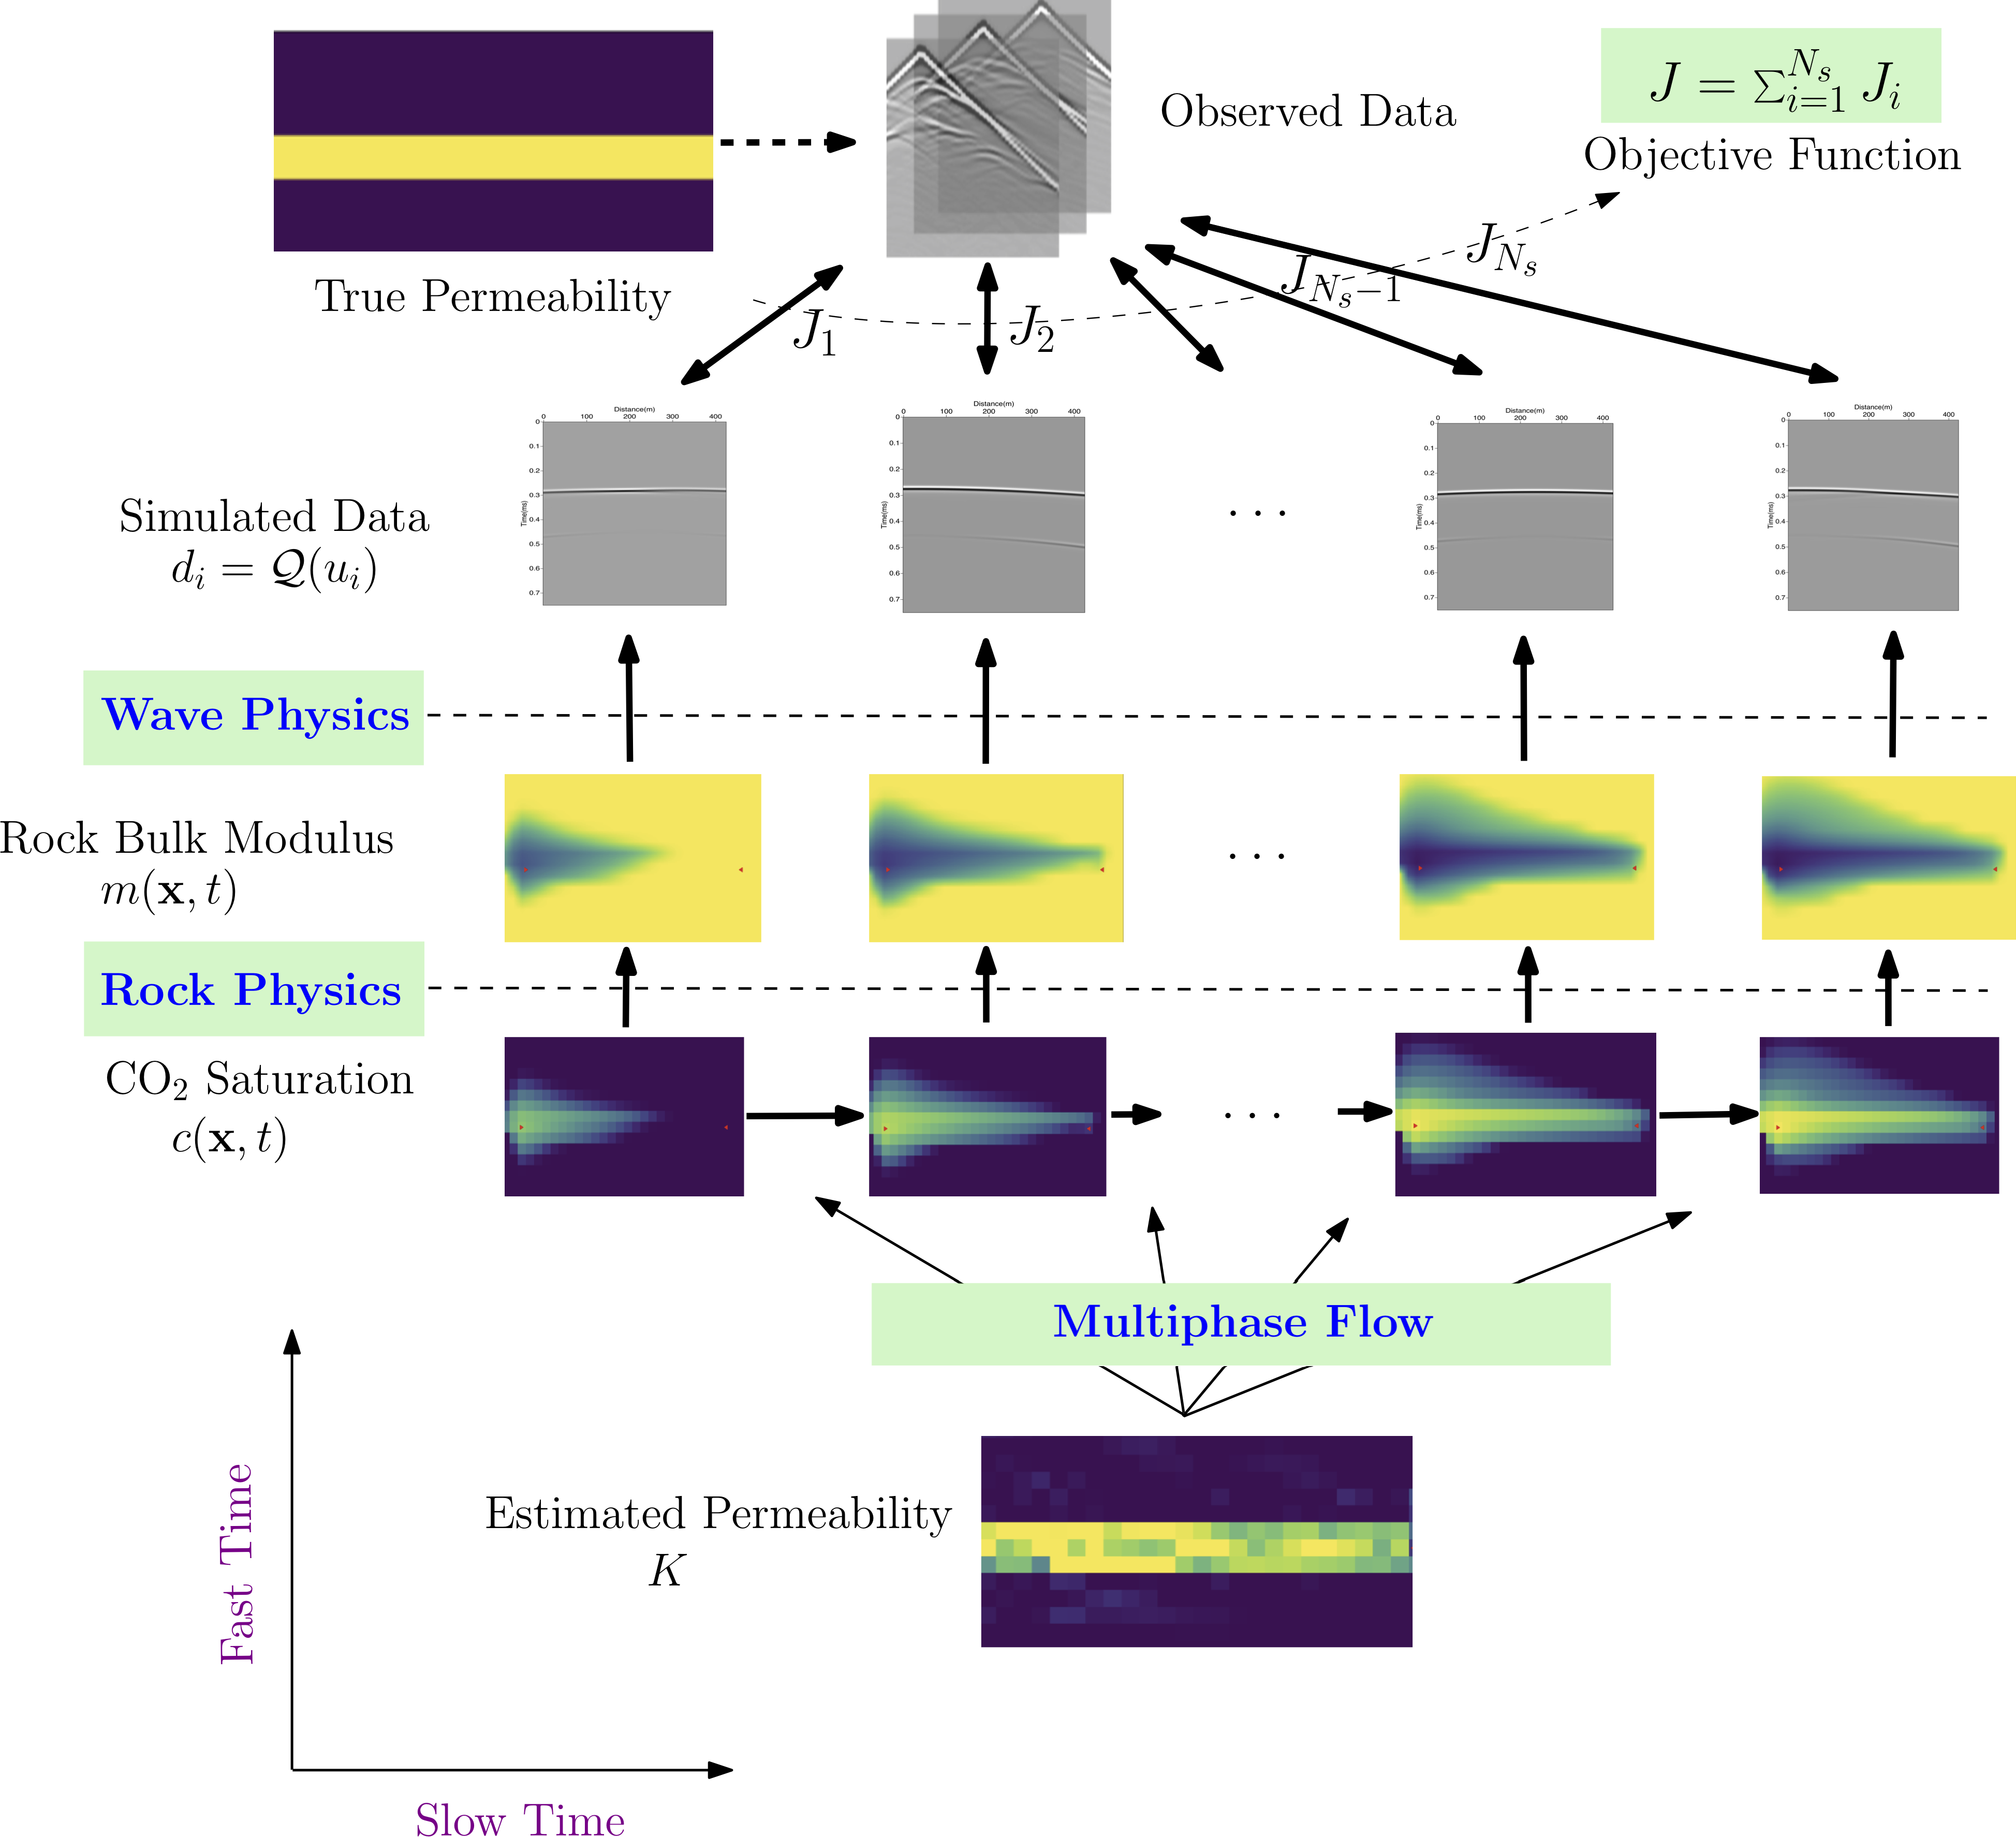 J = ∑_{i=1}^{N_s} J_i
Observed Data
Objective Function
True Permeability
J_1
J_2
J_{N_s−1}
J_{N_s}
Distance(m)
0 100 200 300 400
Time(ms)
0
0.1
0.2
0.3
0.4
0.5
0.6
0.7
Distance(m)
0 100 200 300 400
Time(ms)
0
0.1
0.2
0.3
0.4
0.5
0.6
0.7
. . .
Distance(m)
0 100 200 300 400
Time(ms)
0
0.1
0.2
0.3
0.4
0.5
0.6
0.7
Distance(m)
0 100 200 300 400
Time(ms)
0
0.1
0.2
0.3
0.4
0.5
0.6
0.7
Simulated Data
d_i = 𝒬(u_i)
Wave Physics
Rock Bulk Modulus
m(𝐱, t)
. . .
Rock Physics
CO₂ Saturation
c(𝐱, t)
. . .
Multiphase Flow
Estimated Permeability
K
Fast Time
Slow Time